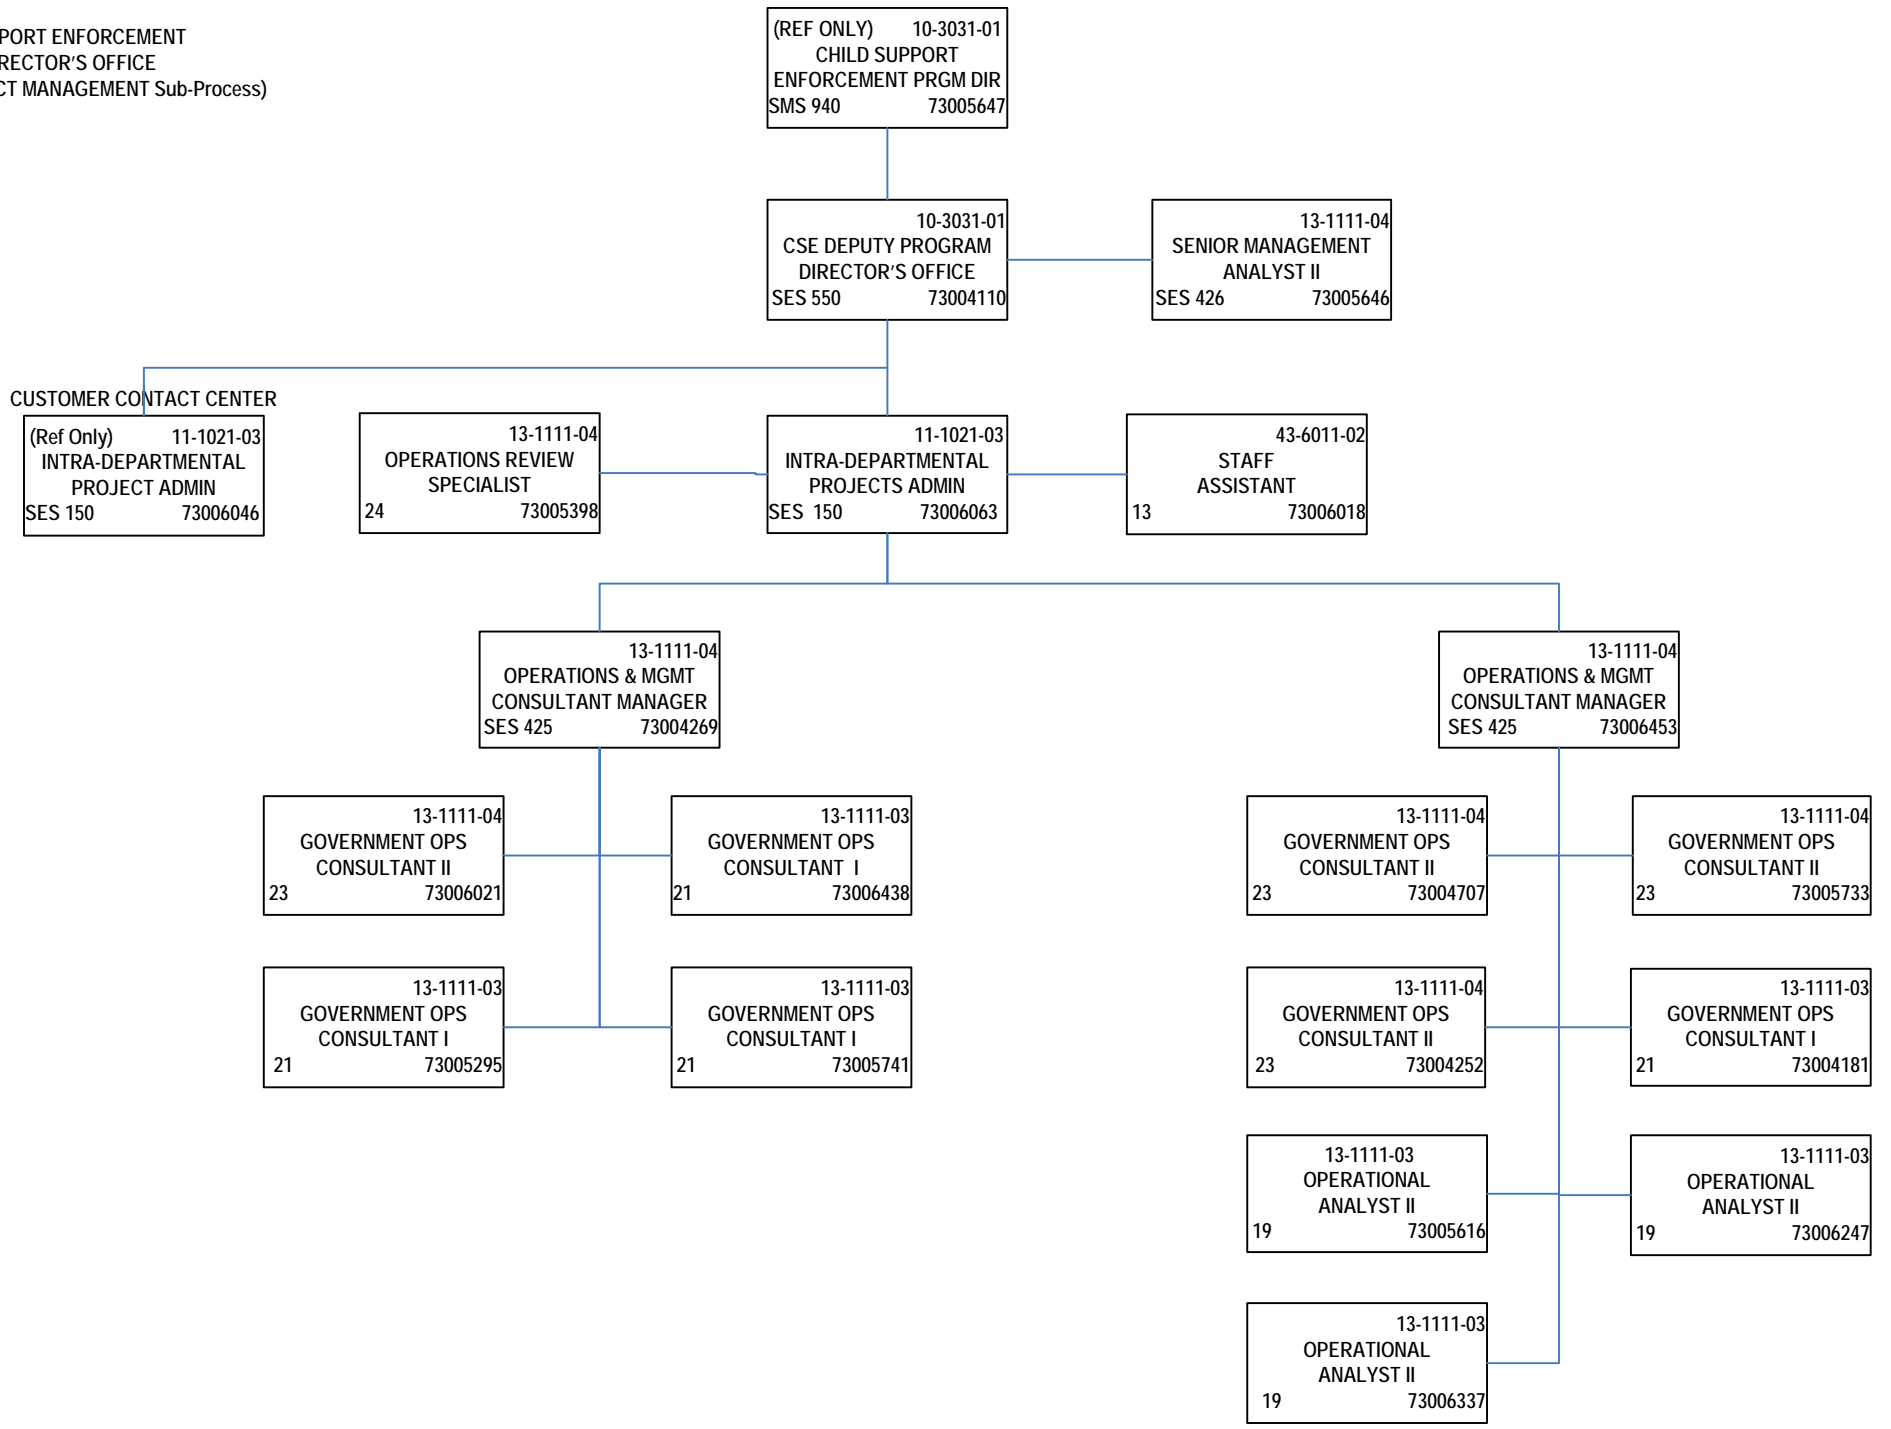 PORT ENFORCEMENT
RECTOR'S OFFICE
CT MANAGEMENT Sub-Process)
(REF ONLY) 10-3031-01
CHILD SUPPORT
ENFORCEMENT PRGM DIR
SMS 940 73005647
10-3031-01
CSE DEPUTY PROGRAM
DIRECTOR'S OFFICE
SES 550 73004110
13-1111-04
SENIOR MANAGEMENT
ANALYST II
SES 426 73005646
CUSTOMER CONTACT CENTER
(Ref Only) 11-1021-03
INTRA-DEPARTMENTAL
PROJECT ADMIN
SES 150 73006046
13-1111-04
OPERATIONS REVIEW
SPECIALIST
24 73005398
11-1021-03
INTRA-DEPARTMENTAL
PROJECTS ADMIN
SES 150 73006063
43-6011-02
STAFF
ASSISTANT
13 73006018
13-1111-04
OPERATIONS & MGMT
CONSULTANT MANAGER
SES 425 73004269
13-1111-04
OPERATIONS & MGMT
CONSULTANT MANAGER
SES 425 73006453
13-1111-04
GOVERNMENT OPS
CONSULTANT II
23 73006021
13-1111-03
GOVERNMENT OPS
CONSULTANT I
21 73006438
13-1111-04
GOVERNMENT OPS
CONSULTANT II
23 73004707
13-1111-04
GOVERNMENT OPS
CONSULTANT II
23 73005733
13-1111-03
GOVERNMENT OPS
CONSULTANT I
21 73005295
13-1111-03
GOVERNMENT OPS
CONSULTANT I
21 73005741
13-1111-04
GOVERNMENT OPS
CONSULTANT II
23 73004252
13-1111-03
GOVERNMENT OPS
CONSULTANT I
21 73004181
13-1111-03
OPERATIONAL
ANALYST II
19 73005616
13-1111-03
OPERATIONAL
ANALYST II
19 73006247
13-1111-03
OPERATIONAL
ANALYST II
19 73006337